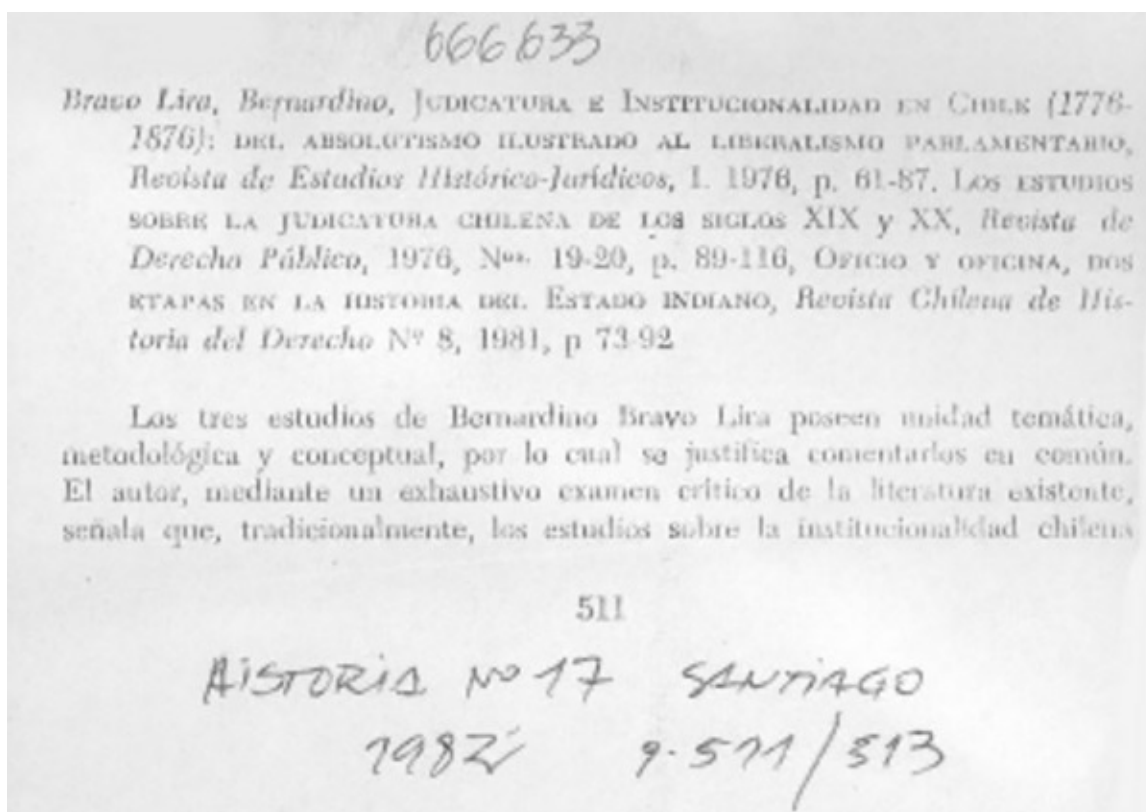 666633
Bravo Lira, Bernardino, JUDICATURA E INSTITUCIONALIDAD EN CHILE (1776-
1876): DEL ABSOLUTISMO ILUSTRADO AL LIBERALISMO PARLAMENTARIO,
Revista de Estudios Histórico-Jurídicos, I. 1976, p. 61-87. LOS ESTUDIOS
SOBRE LA JUDICATURA CHILENA DE LOS SIGLOS XIX y XX, Revista de
Derecho Público, 1976, Nos. 19-20, p. 89-116, OFICIO Y OFICINA, DOS
ETAPAS EN LA HISTORIA DEL ESTADO INDIANO, Revista Chilena de His-
toria del Derecho Nº 8, 1981, p 73-92
Los tres estudios de Bernardino Bravo Lira poseen unidad temática,
metodológica y conceptual, por lo cual se justifica comentarlos en común.
El autor, mediante un exhaustivo examen crítico de la literatura existente,
señala que, tradicionalmente, los estudios sobre la institucionalidad chilena
511
HISTORIA Nº 17 SANTIAGO
1982 p. 511/513